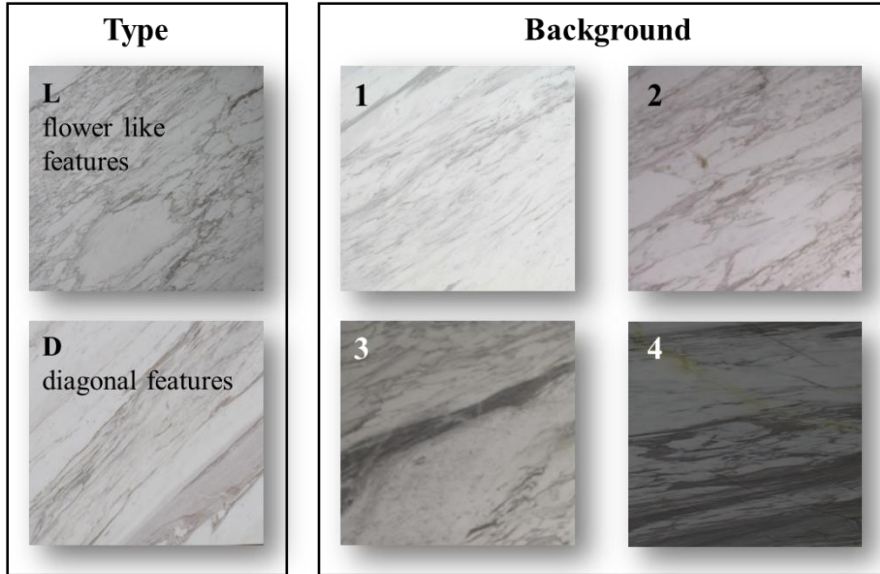 Type
L
flower like
features
D
diagonal features
Background
1
2
3
4